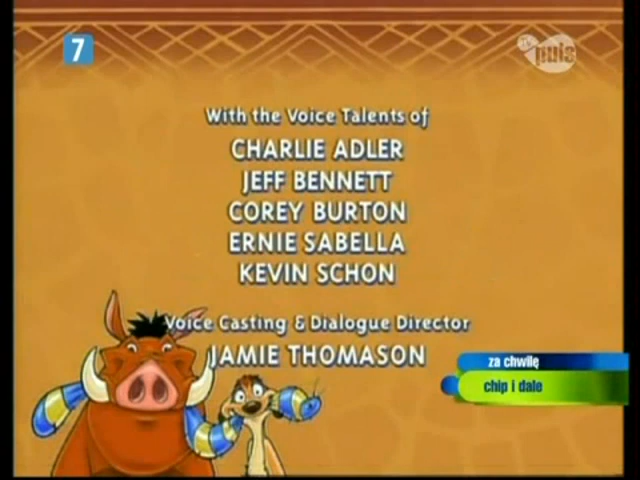 7
TV
puls
With the Voice Talents of
CHARLIE ADLER
JEFF BENNETT
COREY BURTON
ERNIE SABELLA
KEVIN SCHON
Voice Casting & Dialogue Director
JAMIE THOMASON
za chwilę
chip i dale